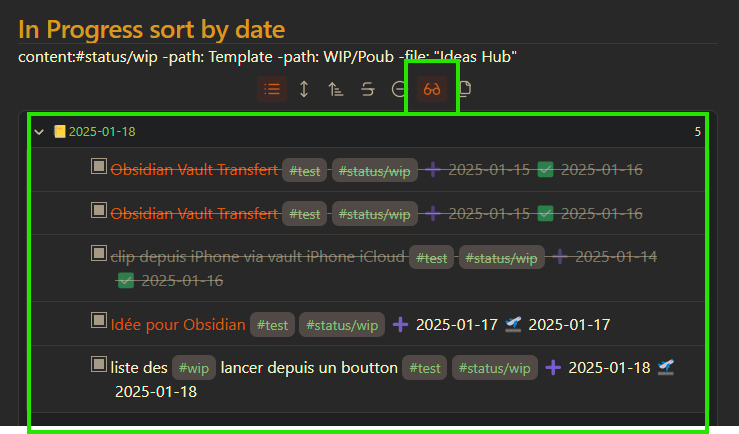 In Progress sort by date
content:#status/wip -path: Template -path: WIP/Poub -file: "Ideas Hub"
2025-01-18 5
Obsidian Vault Transfert #test #status/wip ➕ 2025-01-15 ✅ 2025-01-16
Obsidian Vault Transfert #test #status/wip ➕ 2025-01-15 ✅ 2025-01-16
clip depuis iPhone via vault iPhone iCloud #test #status/wip ➕ 2025-01-14
✅ 2025-01-16
Idée pour Obsidian #test #status/wip ➕ 2025-01-17 🛫 2025-01-17
liste des #wip lancer depuis un boutton #test #status/wip ➕ 2025-01-18 🛫
2025-01-18